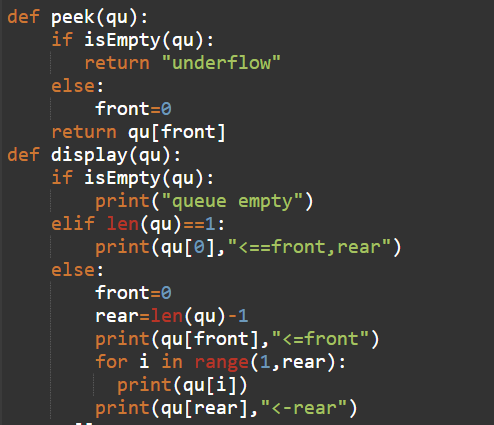 def peek(qu):
    if isEmpty(qu):
       return "underflow"
    else:
        front=0
    return qu[front]
def display(qu):
    if isEmpty(qu):
        print("queue empty")
    elif len(qu)==1:
        print(qu[0],"<==front,rear")
    else:
        front=0
        rear=len(qu)-1
        print(qu[front],"<=front")
        for i in range(1,rear):
          print(qu[i])
        print(qu[rear],"<-rear")